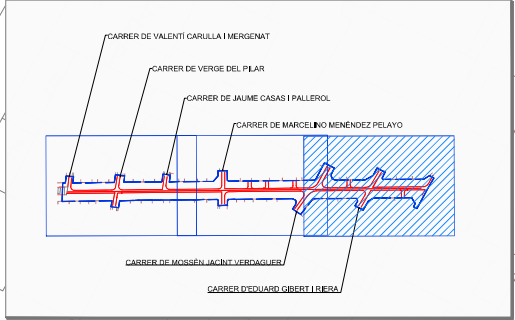 CARRER DE VALENTÍ CARULLA I MERGENAT
CARRER DE VERGE DEL PILAR
CARRER DE JAUME CASAS I PALLEROL
CARRER DE MARCELINO MENÉNDEZ PELAYO
CARRER DE MOSSÈN JACINT VERDAGUER
CARRER D'EDUARD GIBERT I RIERA